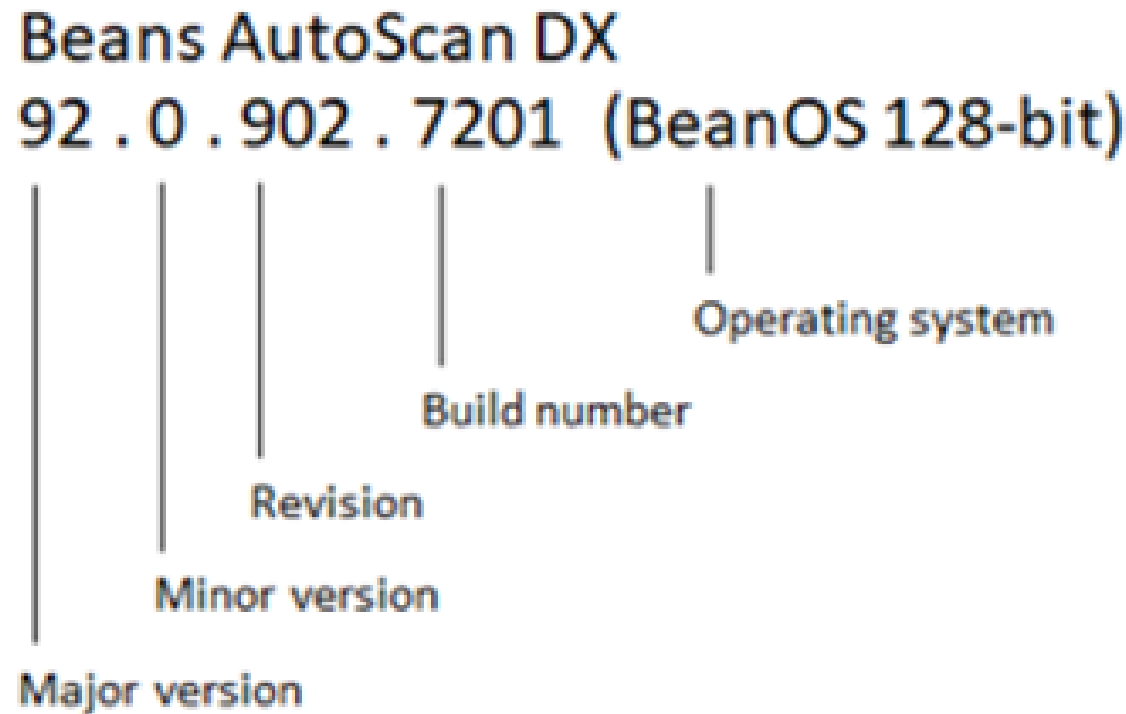 Beans AutoScan DX
92 . 0 . 902 . 7201 (BeanOS 128-bit)
Operating system
Build number
Revision
Minor version
Major version